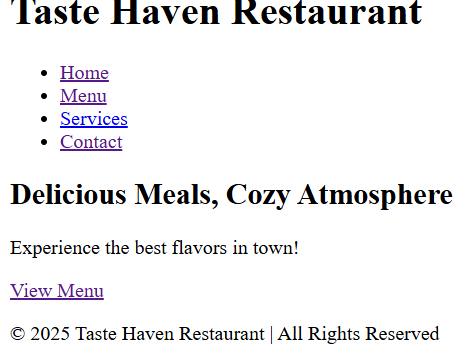 Taste Haven Restaurant
Home
Menu
Services
Contact
Delicious Meals, Cozy Atmosphere
Experience the best flavors in town!
View Menu
© 2025 Taste Haven Restaurant | All Rights Reserved